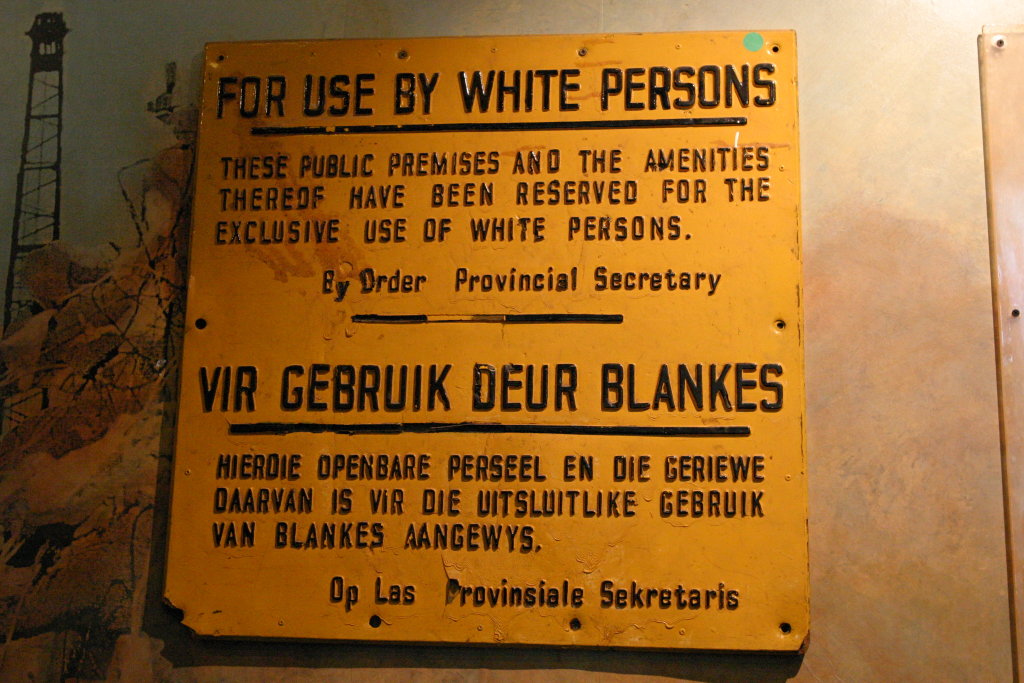 FOR USE BY WHITE PERSONS
THESE PUBLIC PREMISES AND THE AMENITIES
THEREOF HAVE BEEN RESERVED FOR THE
EXCLUSIVE USE OF WHITE PERSONS.
By Order Provincial Secretary
VIR GEBRUIK DEUR BLANKES
HIERDIE OPENBARE PERSEEL EN DIE GERIEWE
DAARVAN IS VIR DIE UITSLUITLIKE GEBRUIK
VAN BLANKES AANGEWYS.
Op Las Provinsiale Sekretaris